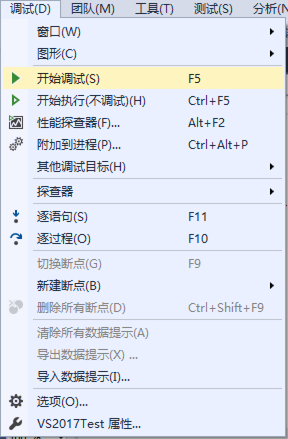 调试(D) 团队(M) 工具(T) 测试(S) 分析(N
窗口(W)
图形(C)
开始调试(S) F5
开始执行(不调试)(H) Ctrl+F5
性能探查器(F)... Alt+F2
附加到进程(P)... Ctrl+Alt+P
其他调试目标(H)
探查器
逐语句(S) F11
逐过程(O) F10
切换断点(G) F9
新建断点(B)
删除所有断点(D) Ctrl+Shift+F9
清除所有数据提示(A)
导出数据提示(X) ...
导入数据提示(I)...
选项(O)...
VS2017Test 属性...